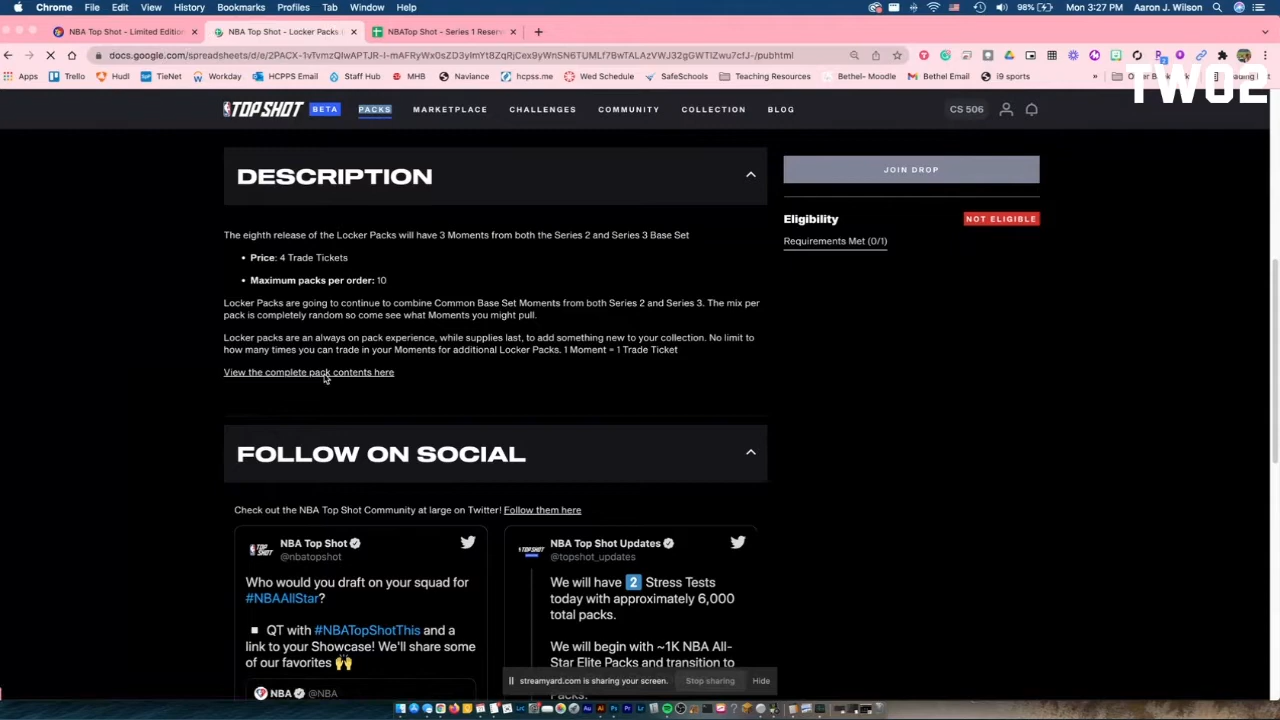 Chrome File Edit View History Bookmarks Profiles Tab Window Help 98% Mon 3:27 PM Aaron J. Wilson
NBA Top Shot - Limited Edition NBA Top Shot - Locker Packs NBATop Shot - Series 1 Reser
docs.google.com/spreadsheets/d/e/
Apps Trello Hudl TieNet Workday HCPPS Email Staff Hub MHB Naviance hcpss.me Wed Schedule SafeSchools Teaching Resources Bethel- Moodle Bethel Email i9 sports
TWO2
TOP SHOT BETA PACKS MARKETPLACE CHALLENGES COMMUNITY COLLECTION BLOG CS 506
DESCRIPTION
JOIN DROP
Eligibility NOT ELIGIBLE
Requirements Met (0/1)
The eighth release of the Locker Packs will have 3 Moments from both the Series 2 and Series 3 Base Set
• Price: 4 Trade Tickets
• Maximum packs per order: 10
Locker Packs are going to continue to combine Common Base Set Moments from both Series 2 and Series 3. The mix per
pack is completely random so come see what Moments you might pull.
Locker packs are an always on pack experience, while supplies last, to add something new to your collection. No limit to
how many times you can trade in your Moments for additional Locker Packs. 1 Moment = 1 Trade Ticket
View the complete pack contents here
FOLLOW ON SOCIAL
Check out the NBA Top Shot Community at large on Twitter! Follow them here
NBA Top Shot
@nbatopshot
Who would you draft on your squad for
#NBAAllStar?
QT with #NBATopShotThis and a
link to your Showcase! We'll share some
of our favorites 🙌
NBA @NBA
NBA Top Shot Updates
@topshot_updates
We will have 2 Stress Tests
today with approximately 6,000
total packs.
We will begin with ~1K NBA All-
Star Elite Packs and transition to
streamyard.com is sharing your screen. Stop sharing Hide